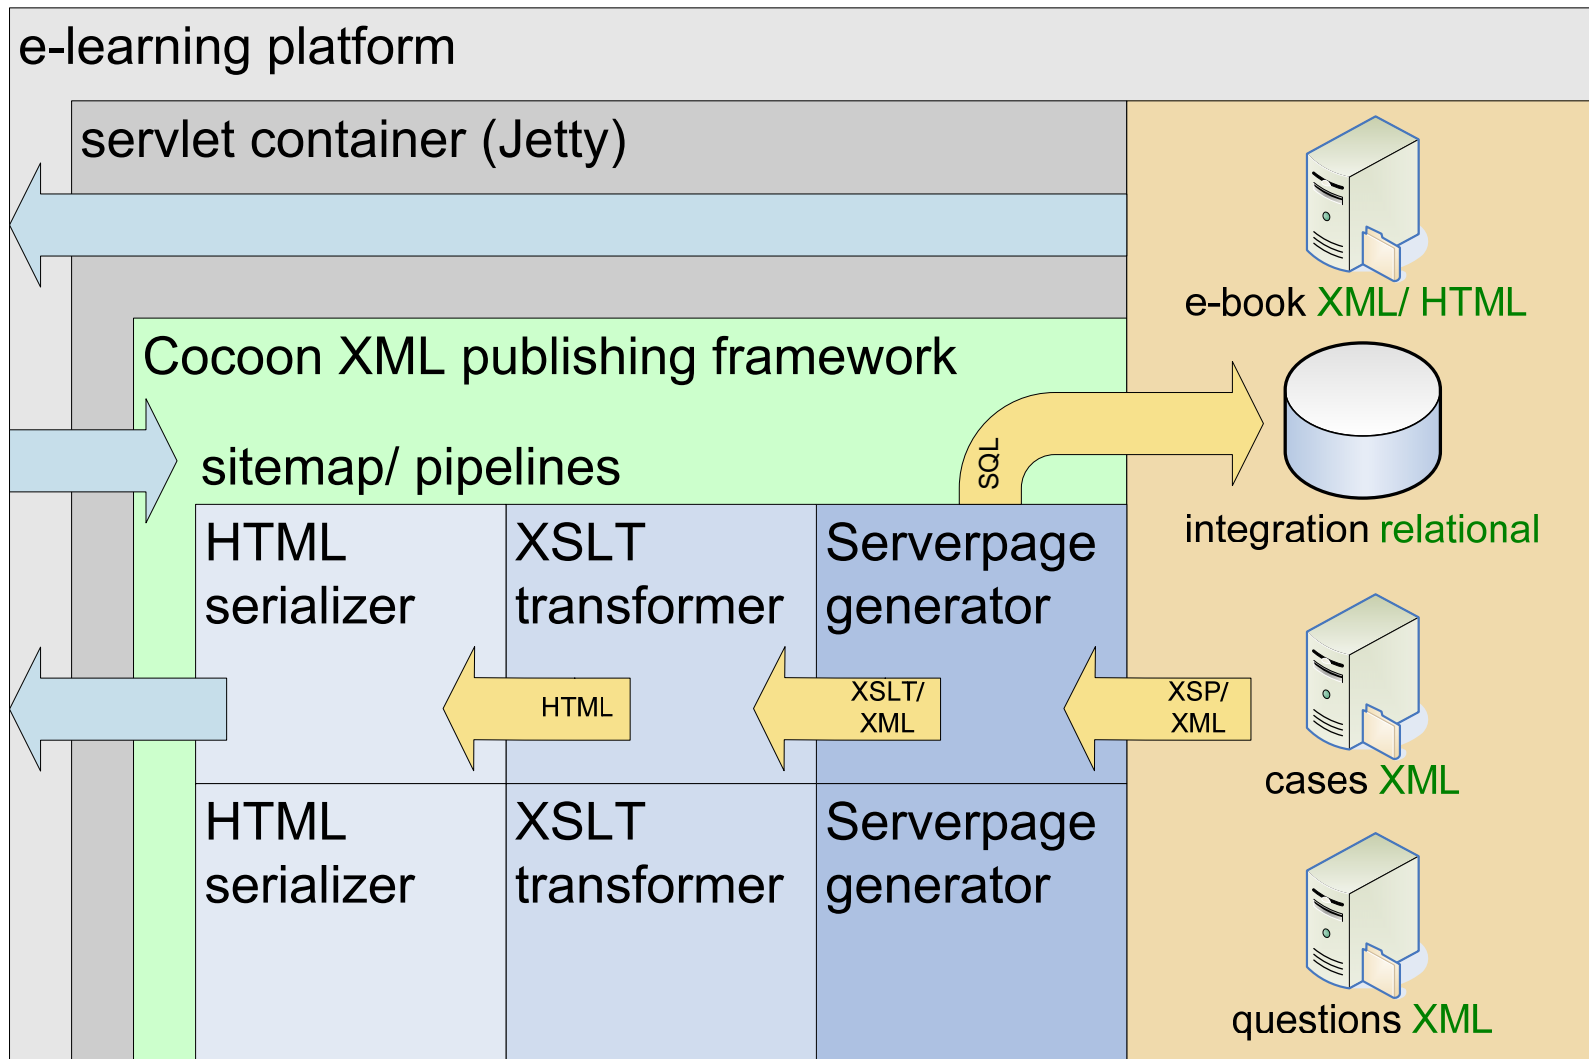 e-learning platform
servlet container (Jetty)
e-book XML/ HTML
Cocoon XML publishing framework
SQL
sitemap/ pipelines
integration relational
HTML
serializer
XSLT
transformer
Serverpage
generator
HTML
XSLT/
XML
XSP/
XML
cases XML
HTML
serializer
XSLT
transformer
Serverpage
generator
questions XML